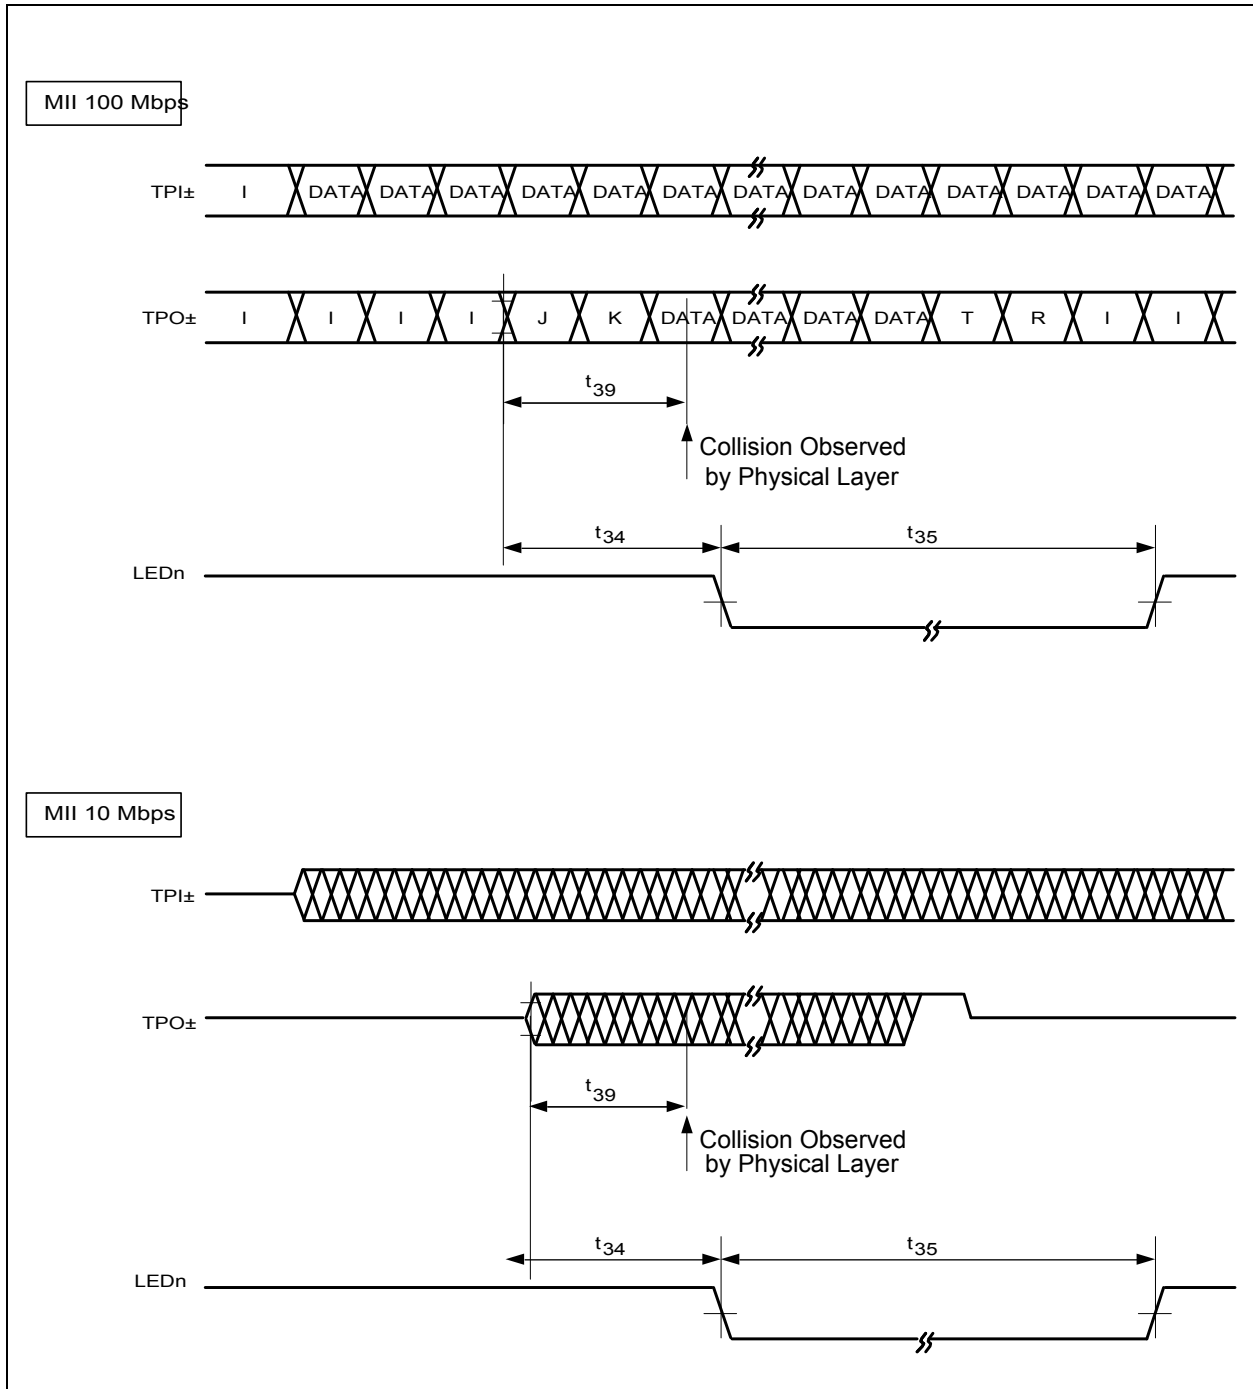 MII 100 Mbps
TPI± I DATA DATA DATA DATA DATA DATA DATA DATA DATA DATA DATA DATA DATA
TPO± I I I I J K DATA DATA DATA DATA T R I I
t39
Collision Observed
by Physical Layer
t34 t35
LEDn
MII 10 Mbps
TPI±
TPO±
t39
Collision Observed
by Physical Layer
t34 t35
LEDn